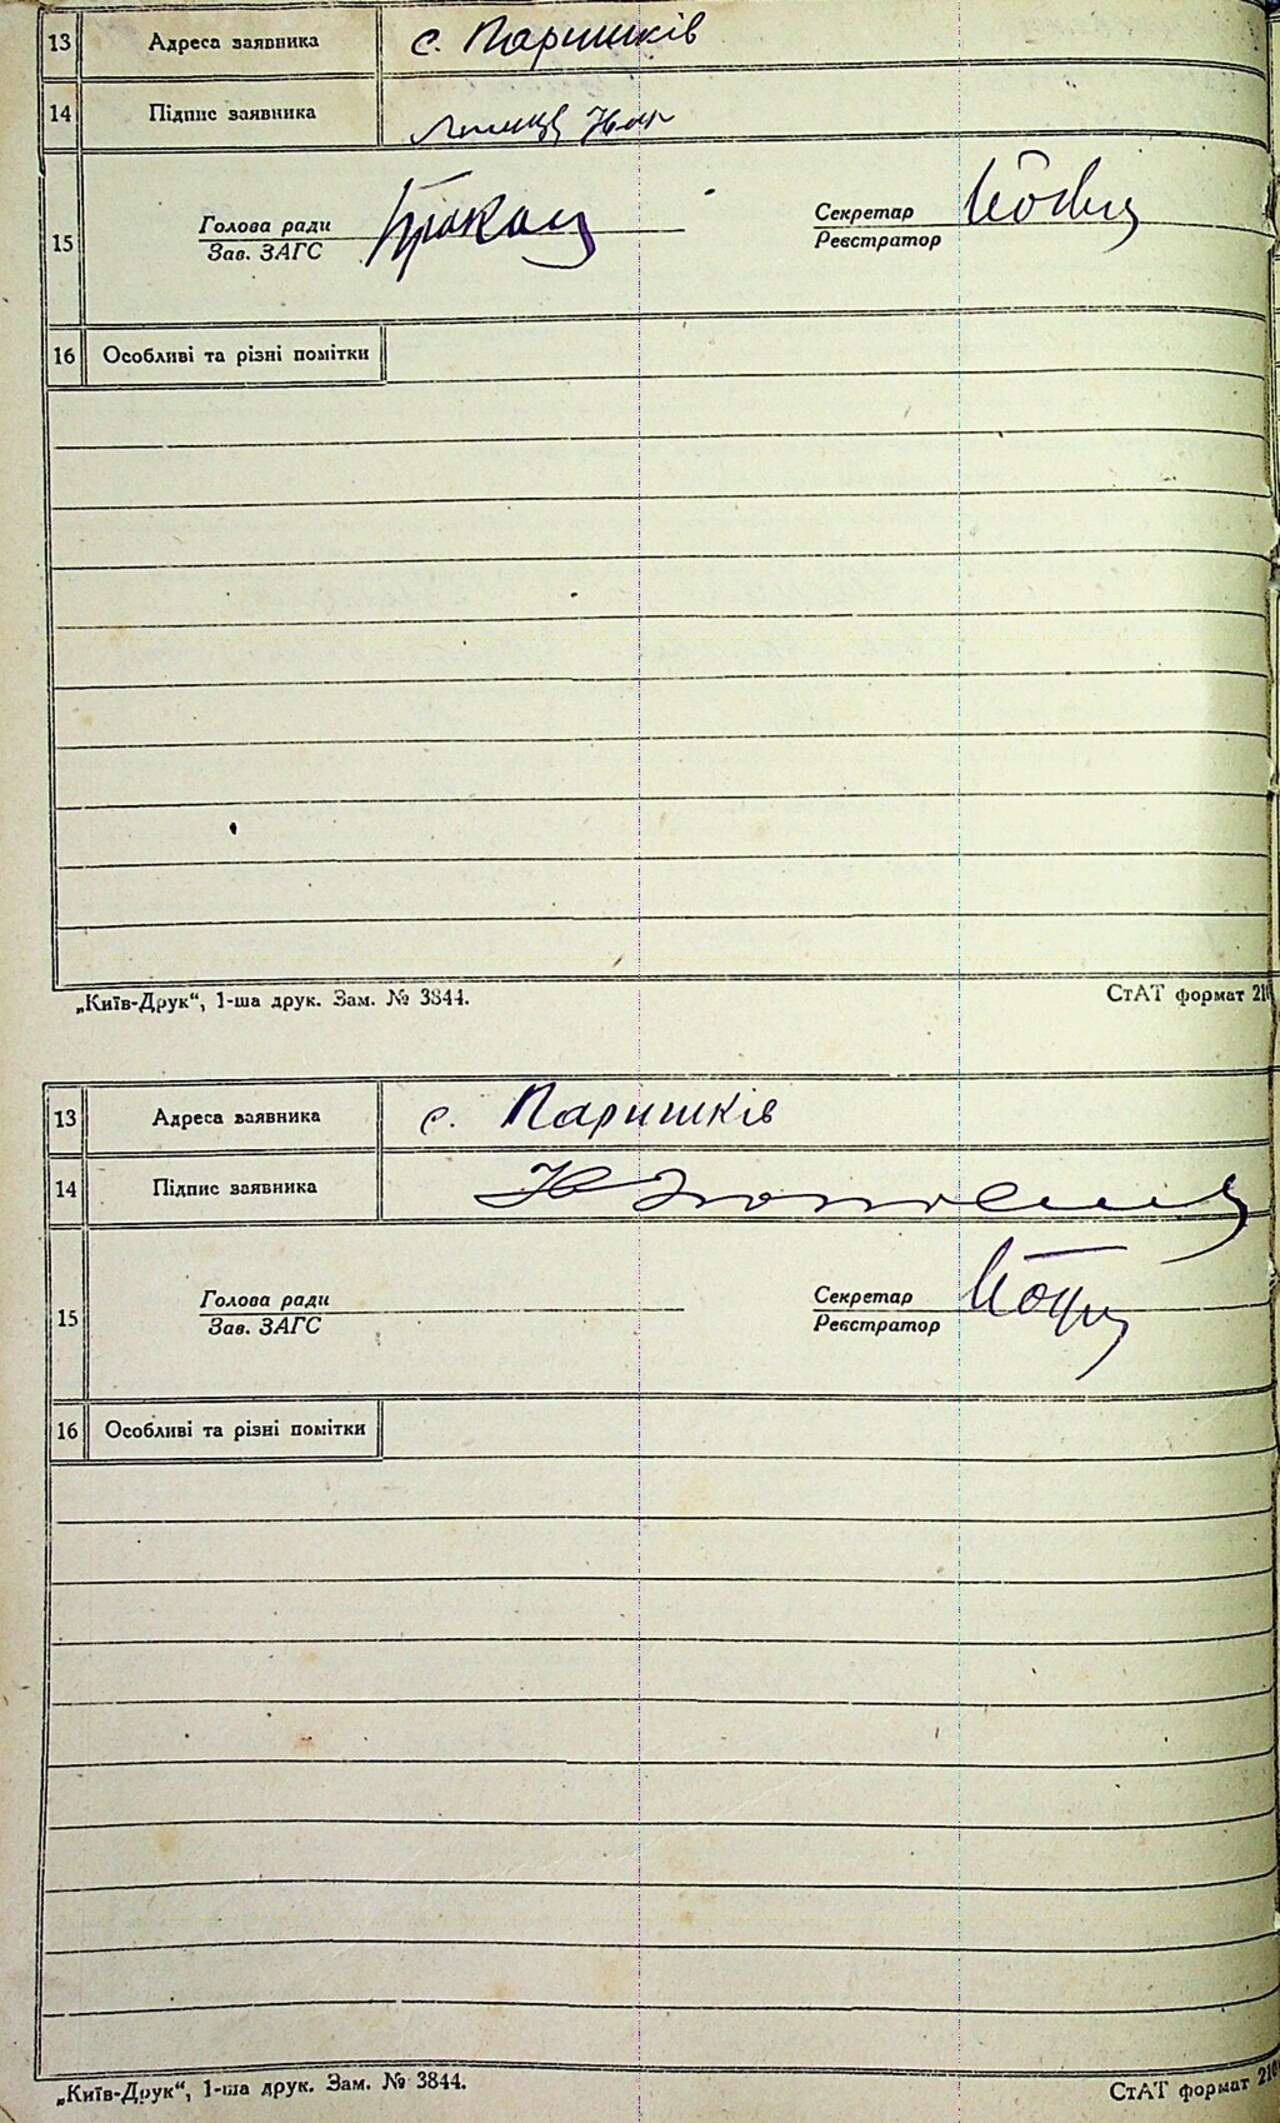 13 Адреса заявника с. Паришків
14 Підпис заявника
Голова ради Секретар
15
Зав. ЗАГС Реєстратор
16 Особливі та різні помітки
„Київ-Друк“, 1-ша друк. Зам. № 3844. СтАТ формат 210
13 Адреса заявника с. Паришків
14 Підпис заявника
Голова ради Секретар
15
Зав. ЗАГС Реєстратор
16 Особливі та різні помітки
„Київ-Друк“, 1-ша друк. Зам. № 3844. СтАТ формат 210